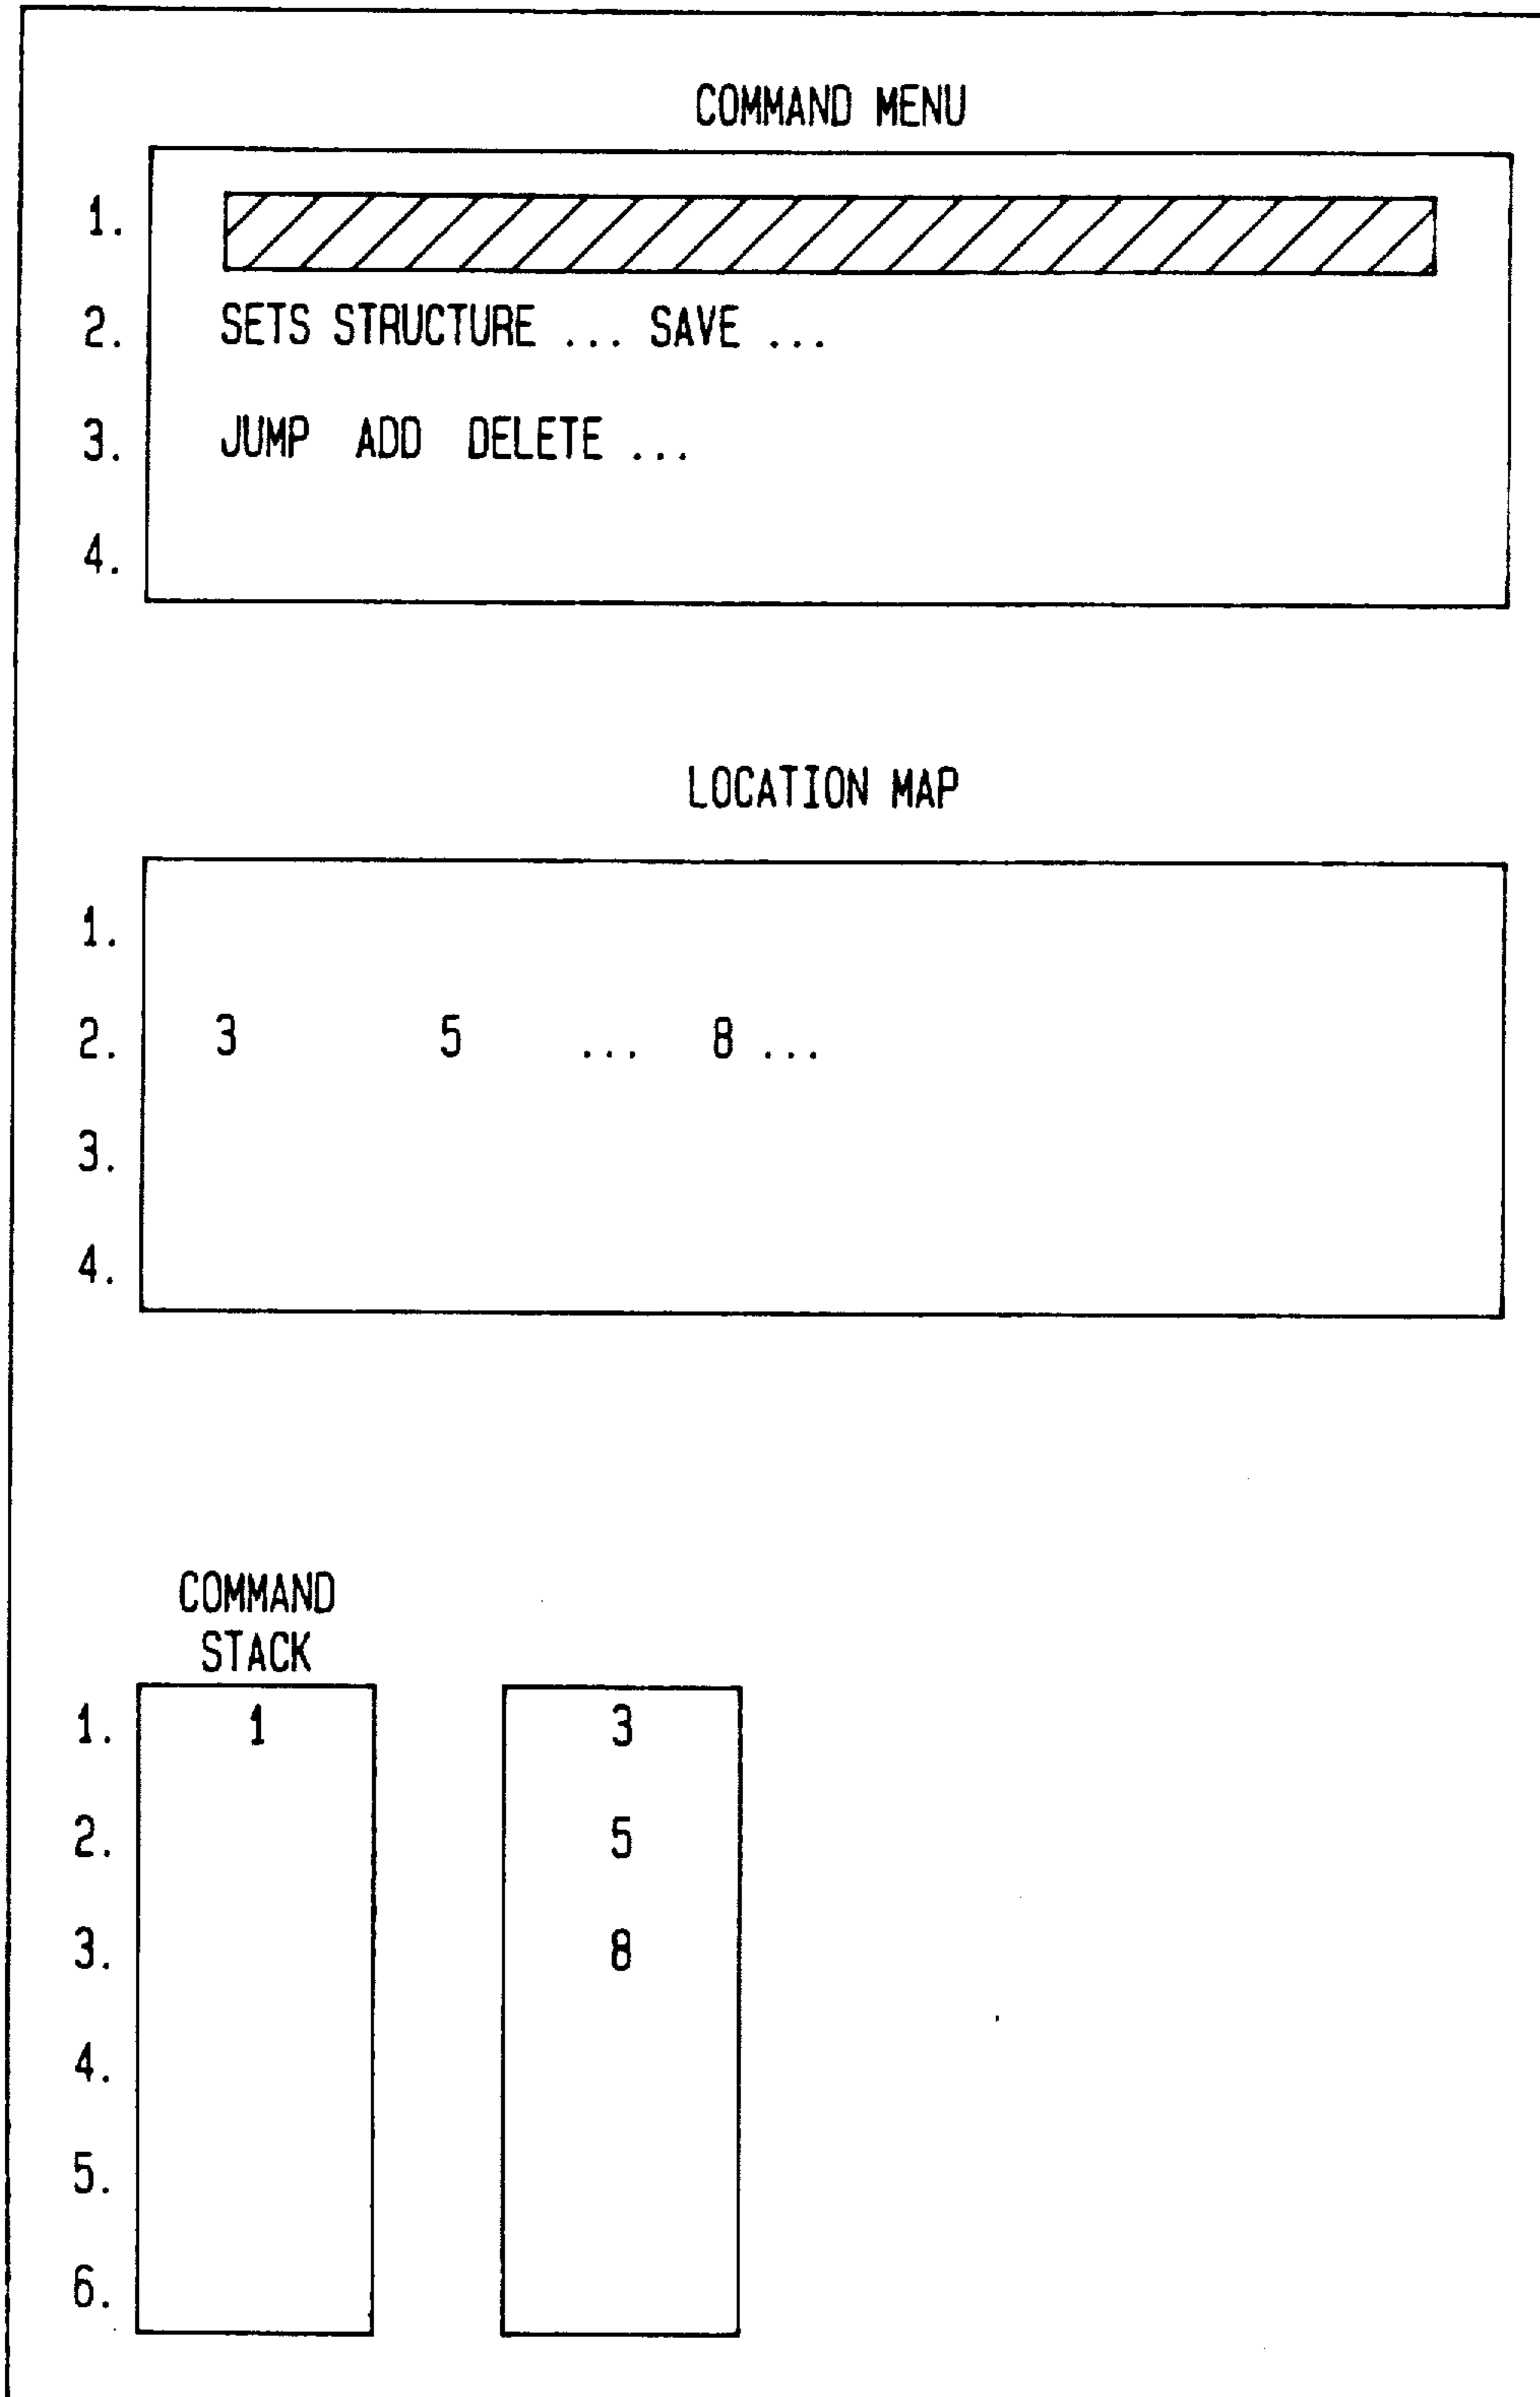 COMMAND MENU
1.
2. SETS STRUCTURE ... SAVE ...
3. JUMP ADD DELETE ...
4.
LOCATION MAP
1.
2. 3 5 ... 8 ...
3.
4.
COMMAND
STACK
1. 1 3
2. 5
3. 8
4.
5.
6.